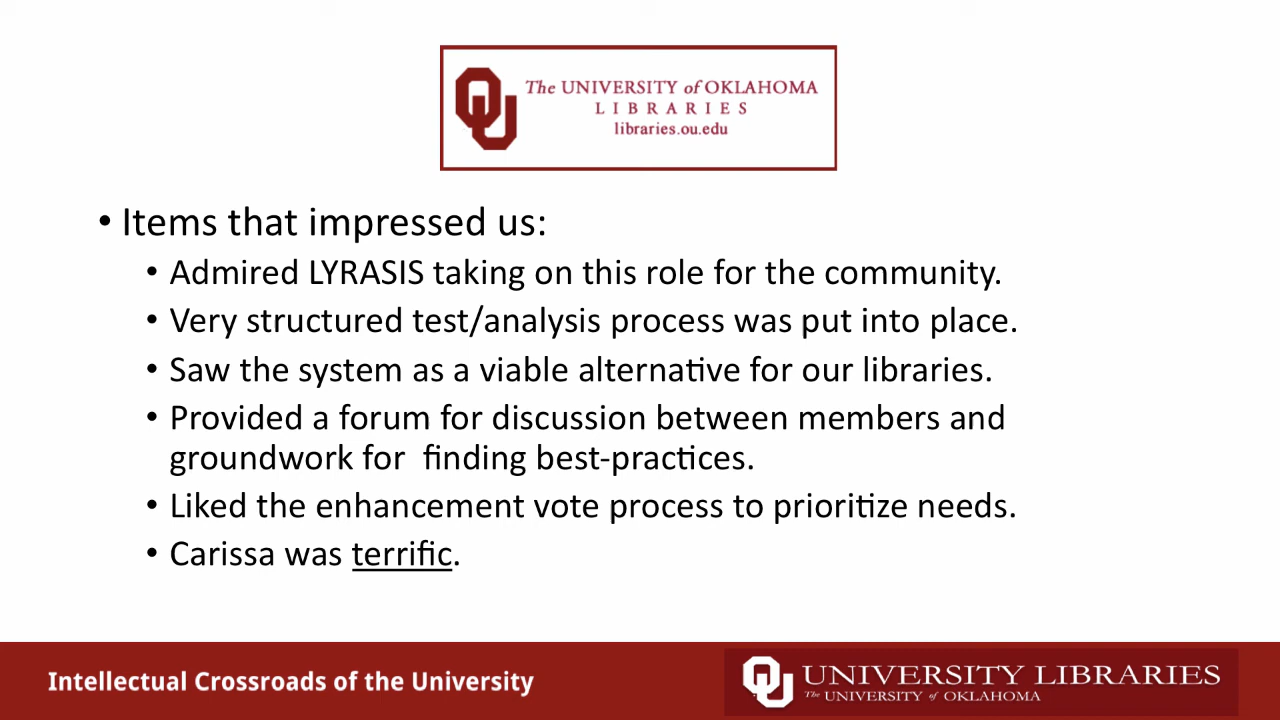 OU
The UNIVERSITY of OKLAHOMA
LIBRARIES
libraries.ou.edu
• Items that impressed us:
• Admired LYRASIS taking on this role for the community.
• Very structured test/analysis process was put into place.
• Saw the system as a viable alternative for our libraries.
• Provided a forum for discussion between members and
groundwork for  finding best-practices.
• Liked the enhancement vote process to prioritize needs.
• Carissa was terrific.
Intellectual Crossroads of the University
OU
UNIVERSITY LIBRARIES
The UNIVERSITY of OKLAHOMA